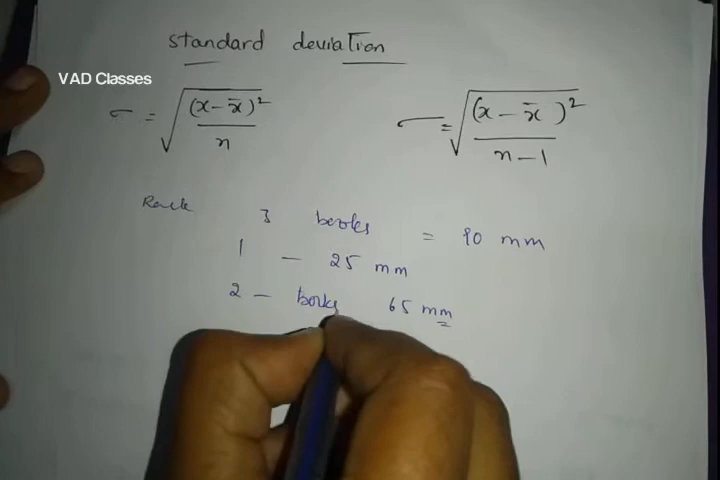 standard deviation
VAD Classes
σ = √((x - x̄)² / n)
σ = √((x - x̄)² / n - 1)
Rack 3 books = 90 mm
1 - 25 mm
2 - books 65 mm